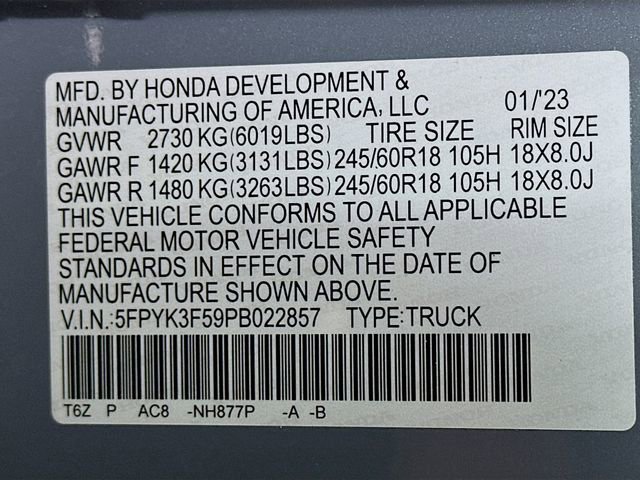 MFD. BY HONDA DEVELOPMENT &
MANUFACTURING OF AMERICA, LLC 01/'23
GVWR 2730 KG(6019LBS) TIRE SIZE RIM SIZE
GAWR F 1420 KG(3131LBS) 245/60R18 105H 18X8.0J
GAWR R 1480 KG(3263LBS) 245/60R18 105H 18X8.0J
THIS VEHICLE CONFORMS TO ALL APPLICABLE
FEDERAL MOTOR VEHICLE SAFETY
STANDARDS IN EFFECT ON THE DATE OF
MANUFACTURE SHOWN ABOVE.
V.I.N.:5FPYK3F59PB022857 TYPE:TRUCK
T6Z P AC8 -NH877P -A -B